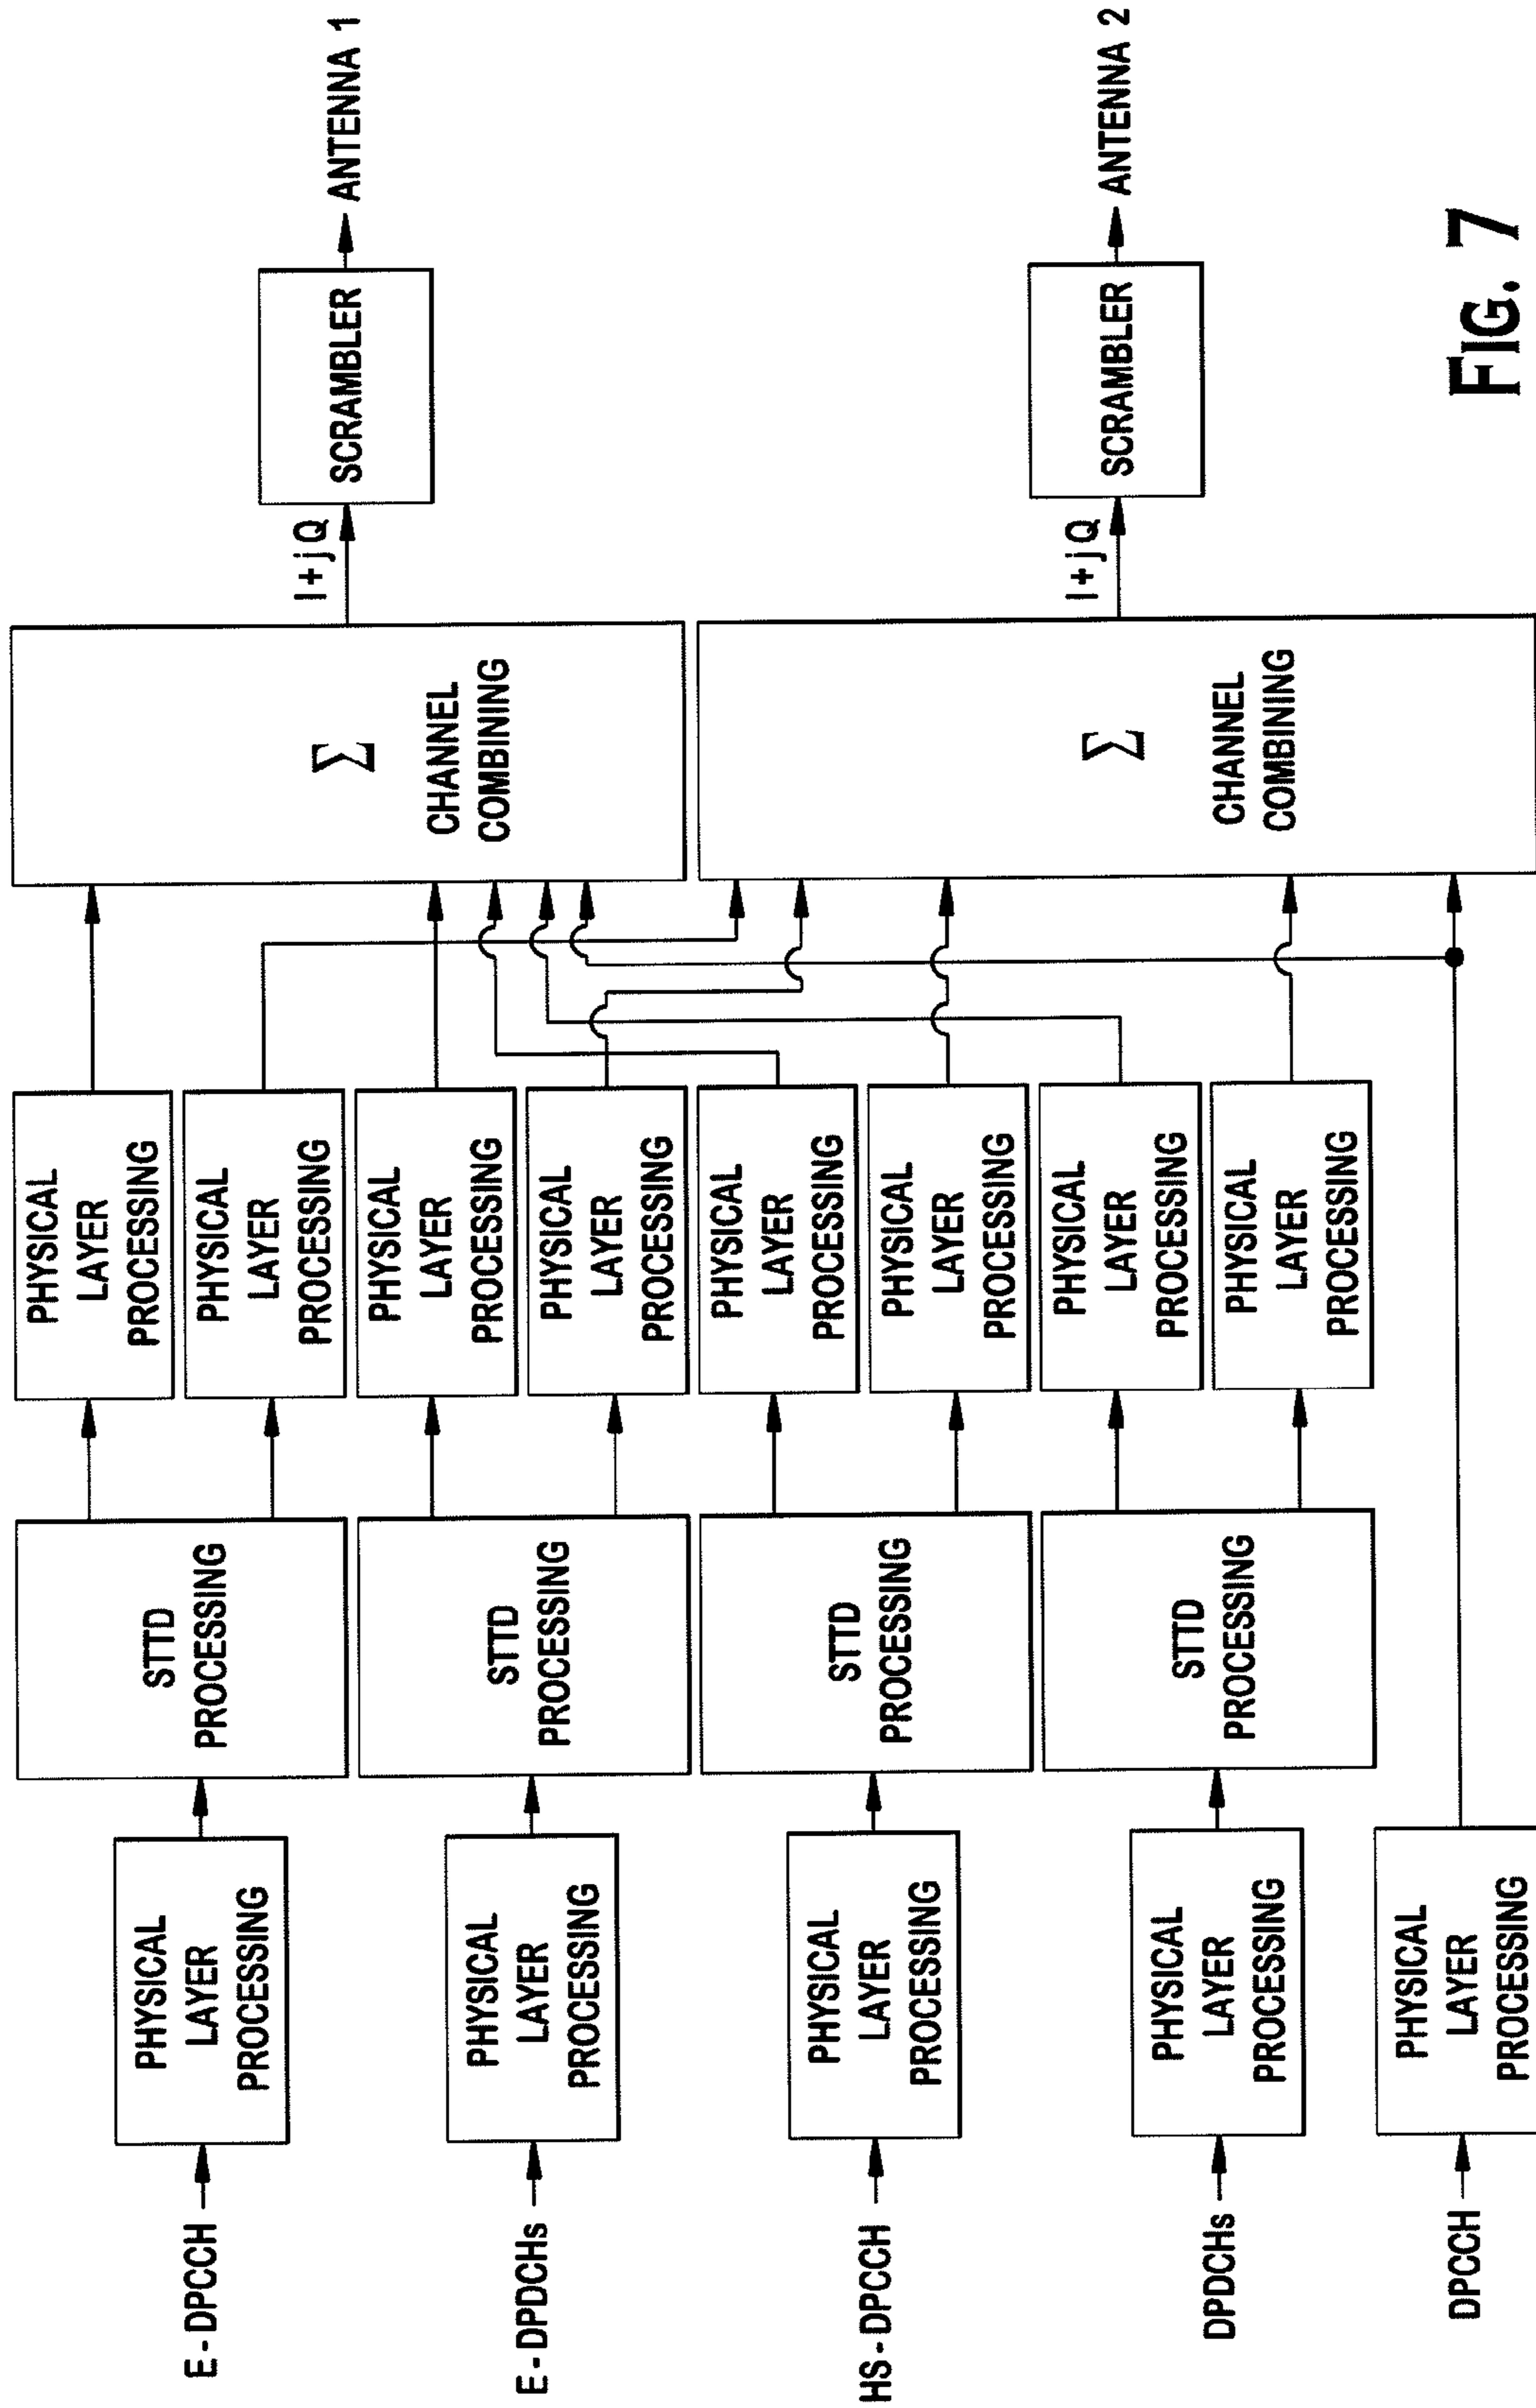 E-DPCCH
PHYSICAL
LAYER
PROCESSING
STTD
PROCESSING
PHYSICAL
LAYER
PROCESSING
PHYSICAL
LAYER
PROCESSING
E-DPDCHs
PHYSICAL
LAYER
PROCESSING
STTD
PROCESSING
PHYSICAL
LAYER
PROCESSING
PHYSICAL
LAYER
PROCESSING
HS-DPCCH
PHYSICAL
LAYER
PROCESSING
STTD
PROCESSING
PHYSICAL
LAYER
PROCESSING
PHYSICAL
LAYER
PROCESSING
DPDCHs
PHYSICAL
LAYER
PROCESSING
STTD
PROCESSING
PHYSICAL
LAYER
PROCESSING
PHYSICAL
LAYER
PROCESSING
DPCCH
PHYSICAL
LAYER
PROCESSING
Σ
CHANNEL
COMBINING
I+jQ
SCRAMBLER
ANTENNA 1
Σ
CHANNEL
COMBINING
I+jQ
SCRAMBLER
ANTENNA 2
FIG. 7